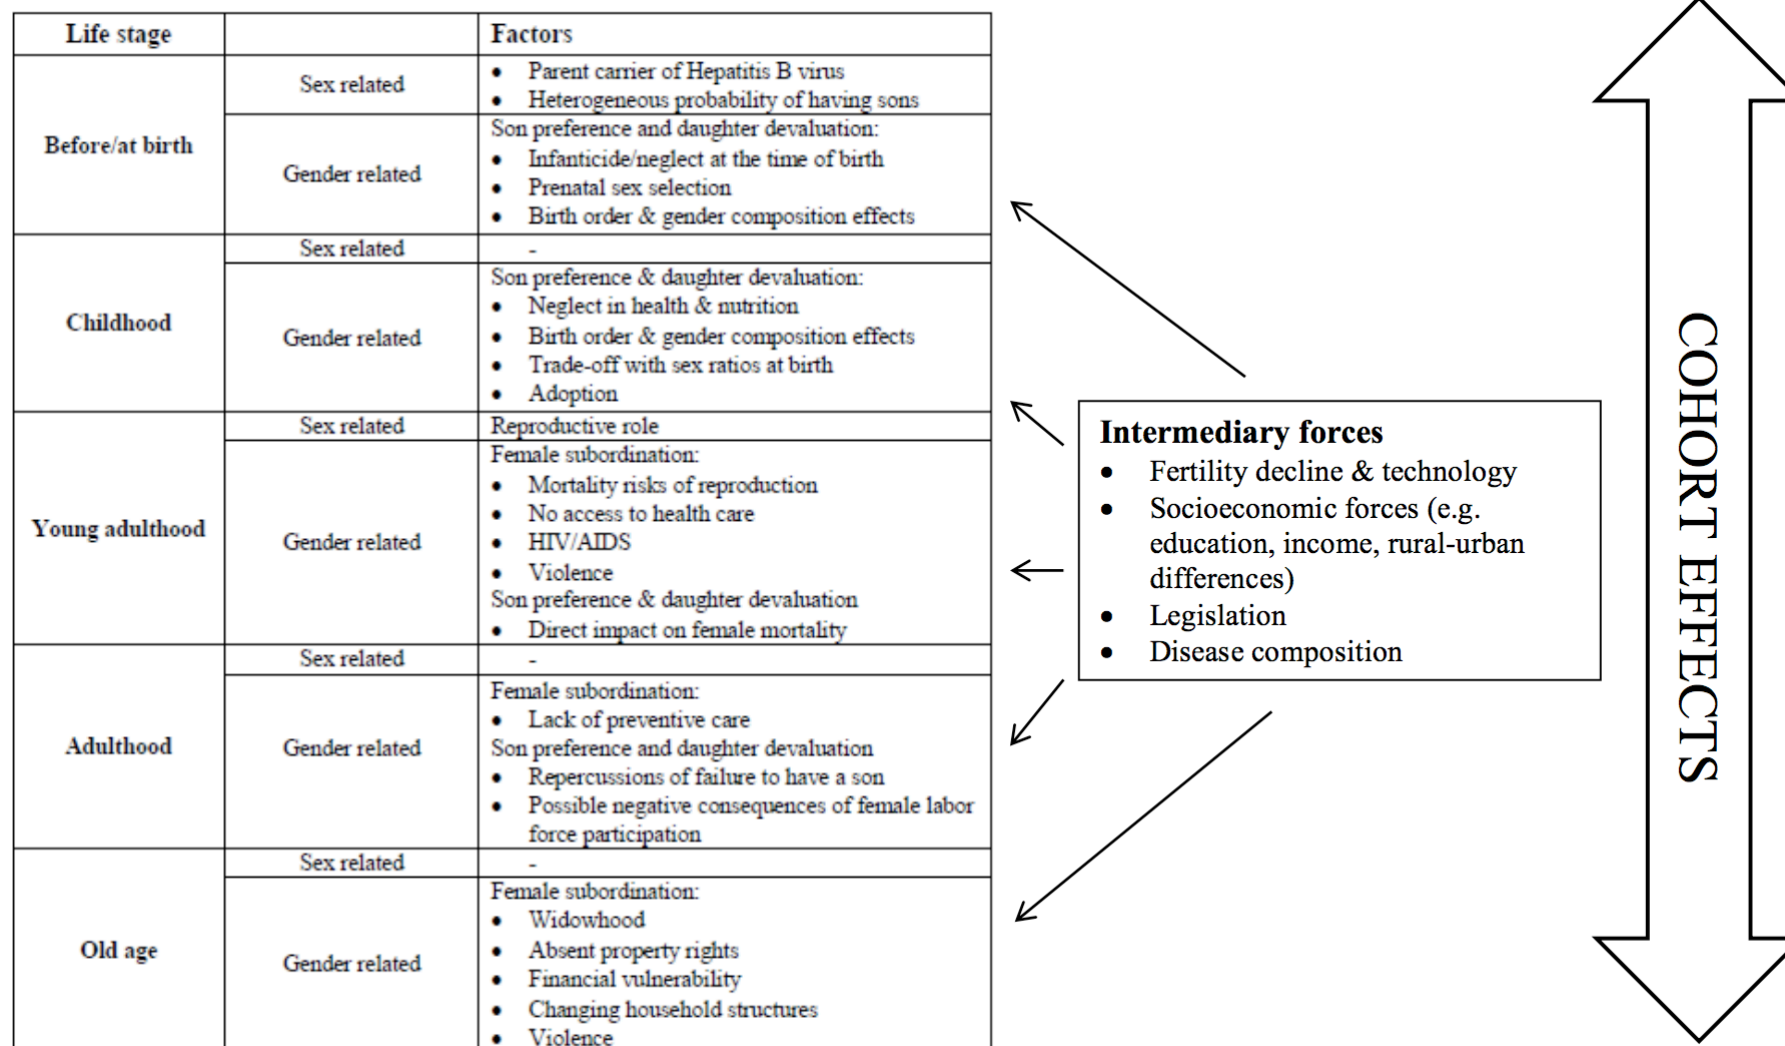 Life stage
Factors
Before/at birth
Sex related
• Parent carrier of Hepatitis B virus
• Heterogeneous probability of having sons
Gender related
Son preference and daughter devaluation:
• Infanticide/neglect at the time of birth
• Prenatal sex selection
• Birth order & gender composition effects
Childhood
Sex related
-
Gender related
Son preference & daughter devaluation:
• Neglect in health & nutrition
• Birth order & gender composition effects
• Trade-off with sex ratios at birth
• Adoption
Young adulthood
Sex related
Reproductive role
Gender related
Female subordination:
• Mortality risks of reproduction
• No access to health care
• HIV/AIDS
• Violence
Son preference & daughter devaluation
• Direct impact on female mortality
Adulthood
Sex related
-
Gender related
Female subordination:
• Lack of preventive care
Son preference and daughter devaluation
• Repercussions of failure to have a son
• Possible negative consequences of female labor
force participation
Old age
Sex related
-
Gender related
Female subordination:
• Widowhood
• Absent property rights
• Financial vulnerability
• Changing household structures
• Violence
Intermediary forces
• Fertility decline & technology
• Socioeconomic forces (e.g.
education, income, rural-urban
differences)
• Legislation
• Disease composition
COHORT EFFECTS